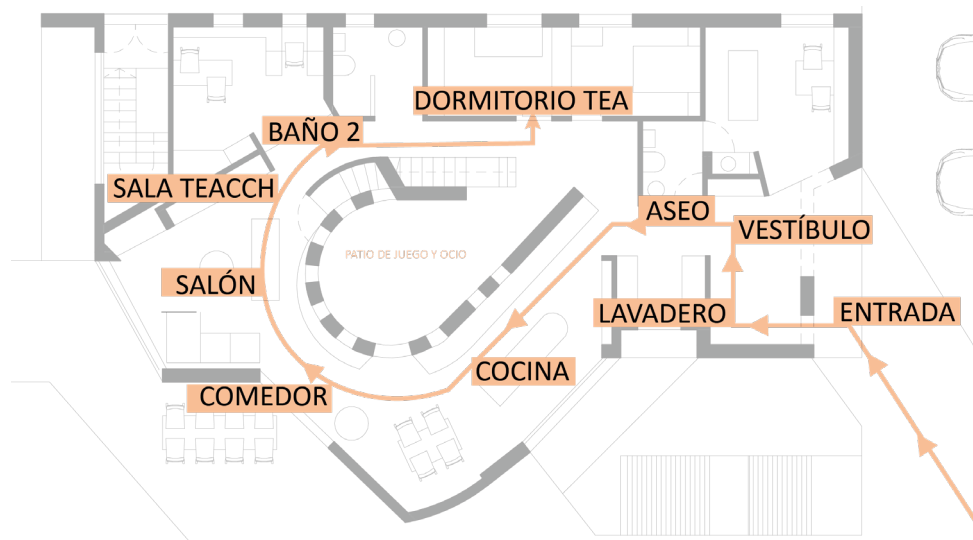 DORMITORIO TEA
BAÑO 2
SALA TEACCH
ASEO
VESTÍBULO
PATIO DE JUEGO Y OCIO
SALÓN
LAVADERO
ENTRADA
COCINA
COMEDOR